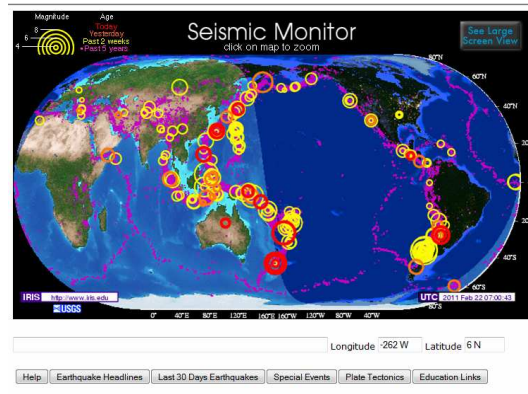 Magnitude Age
Seismic Monitor
click on map to zoom
See Large
Screen View
8
6
4
Today
Yesterday
Past 2 weeks
•Past 5 years
80°N
60°N
40°N
20°N
0°
20
40°S
60°S
80°S
IRIS http://www.iris.edu
USGS
UTC 2011 Feb 22 07:00:43
0° 40°E 80°E 120°E 160°E 160°W 120°W 80°W 40°W
Longitude -262 W Latitude 6 N
Help Earthquake Headlines Last 30 Days Earthquakes Special Events Plate Tectonics Education Links